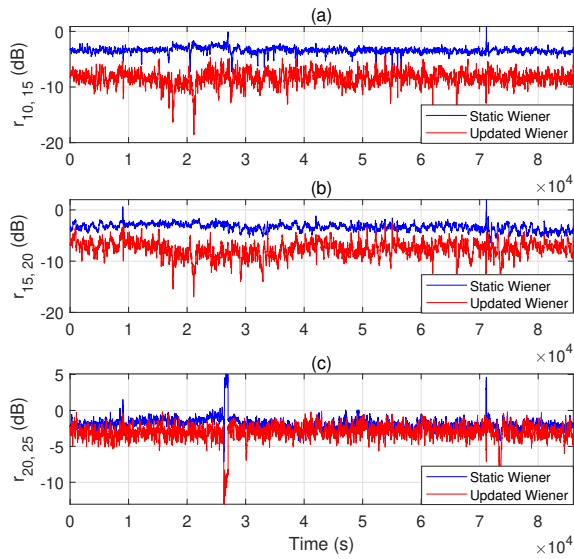 (a)
r10, 15 (dB)
0
-10
-20
Static Wiener
Updated Wiener
0 1 2 3 4 5 6 7 8
×10^4
(b)
r15, 20 (dB)
0
-10
-20
Static Wiener
Updated Wiener
0 1 2 3 4 5 6 7 8
×10^4
(c)
r20, 25 (dB)
5
0
-5
-10
Static Wiener
Updated Wiener
0 1 2 3 4 5 6 7 8
Time (s)
×10^4